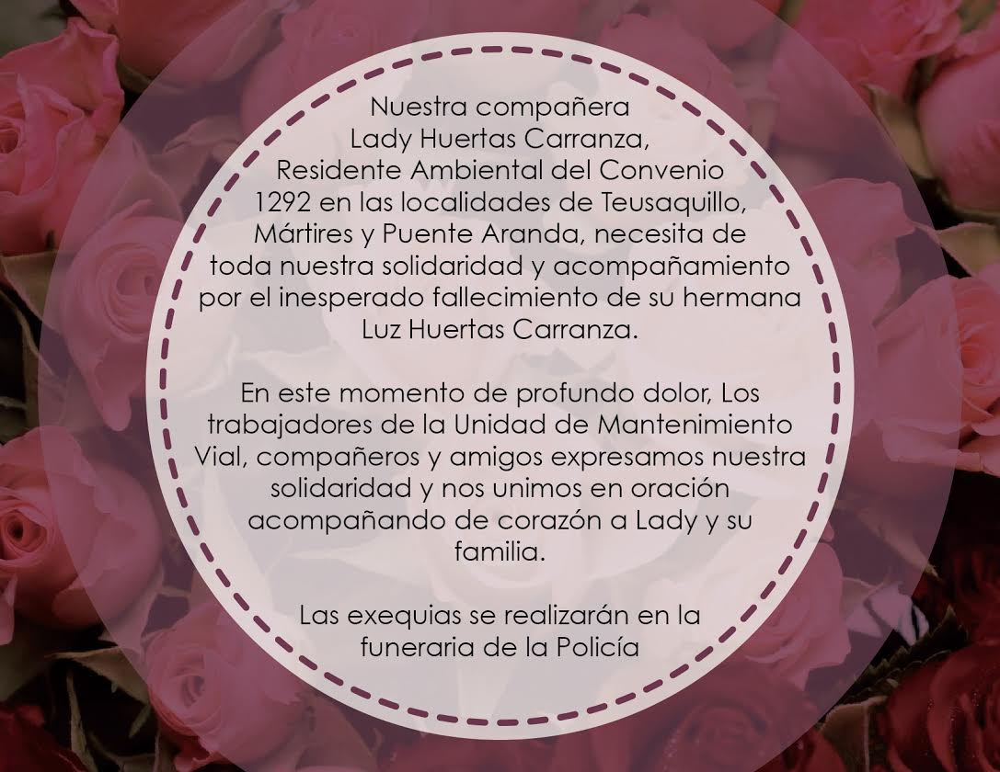 Nuestra compañera
Lady Huertas Carranza,
Residente Ambiental del Convenio
1292 en las localidades de Teusaquillo,
Mártires y Puente Aranda, necesita de
toda nuestra solidaridad y acompañamiento
por el inesperado fallecimiento de su hermana
Luz Huertas Carranza.
En este momento de profundo dolor, Los
trabajadores de la Unidad de Mantenimiento
Vial, compañeros y amigos expresamos nuestra
solidaridad y nos unimos en oración
acompañando de corazón a Lady y su
familia.
Las exequias se realizarán en la
funeraria de la Policía